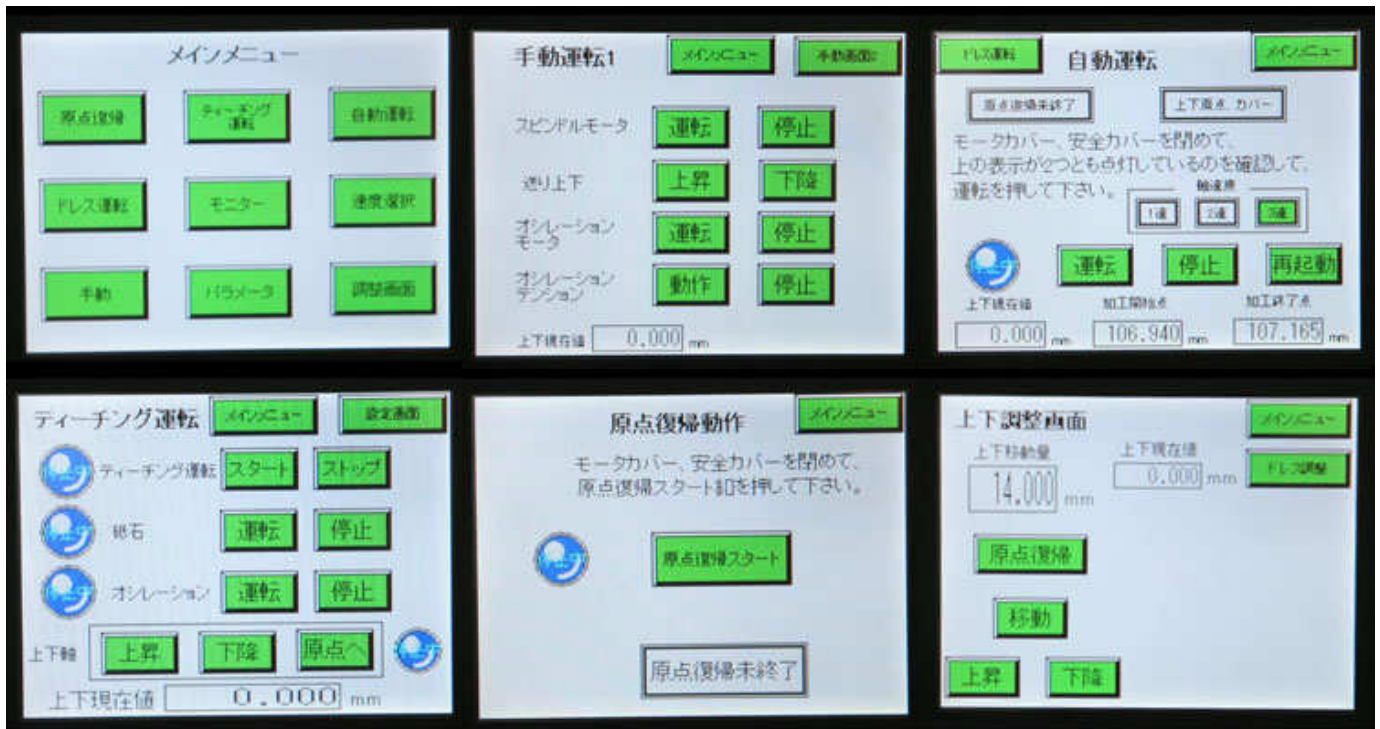 メインメニュー
原点復帰
ティーチング
運転
自動運転
ドレス運転
モニター
速度選択
手動
パラメータ
調整画面
手動運転1
メインメニュー
手動画面2
スピンドルモータ
運転
停止
送り上下
上昇
下降
オシレーション
モータ
運転
停止
オシレーション
テンション
動作
停止
上下現在値
0.000 mm
ドレス運転
自動運転
メインメニュー
原点復帰未終了
上下原点 カバー
モータカバー、安全カバーを閉めて、
上の表示が2つとも点灯しているのを確認して、
運転を押して下さい。
1速
2速
3速
運転
停止
再起動
上下現在値
加工開始点
加工終了点
0.000 mm
106.940 mm
107.165 mm
ティーチング運転
メインメニュー
設定画面
ティーチング運転
スタート
ストップ
砥石
運転
停止
オシレーション
運転
停止
上下軸
上昇
下降
原点へ
上下現在値
0.000 mm
原点復帰動作
メインメニュー
モータカバー、安全カバーを閉めて、
原点復帰スタート釦を押して下さい。
原点復帰スタート
原点復帰未終了
上下調整画面
メインメニュー
上下移動量
上下現在値
14.000 mm
0.000 mm
ドレス調整
原点復帰
移動
上昇
下降